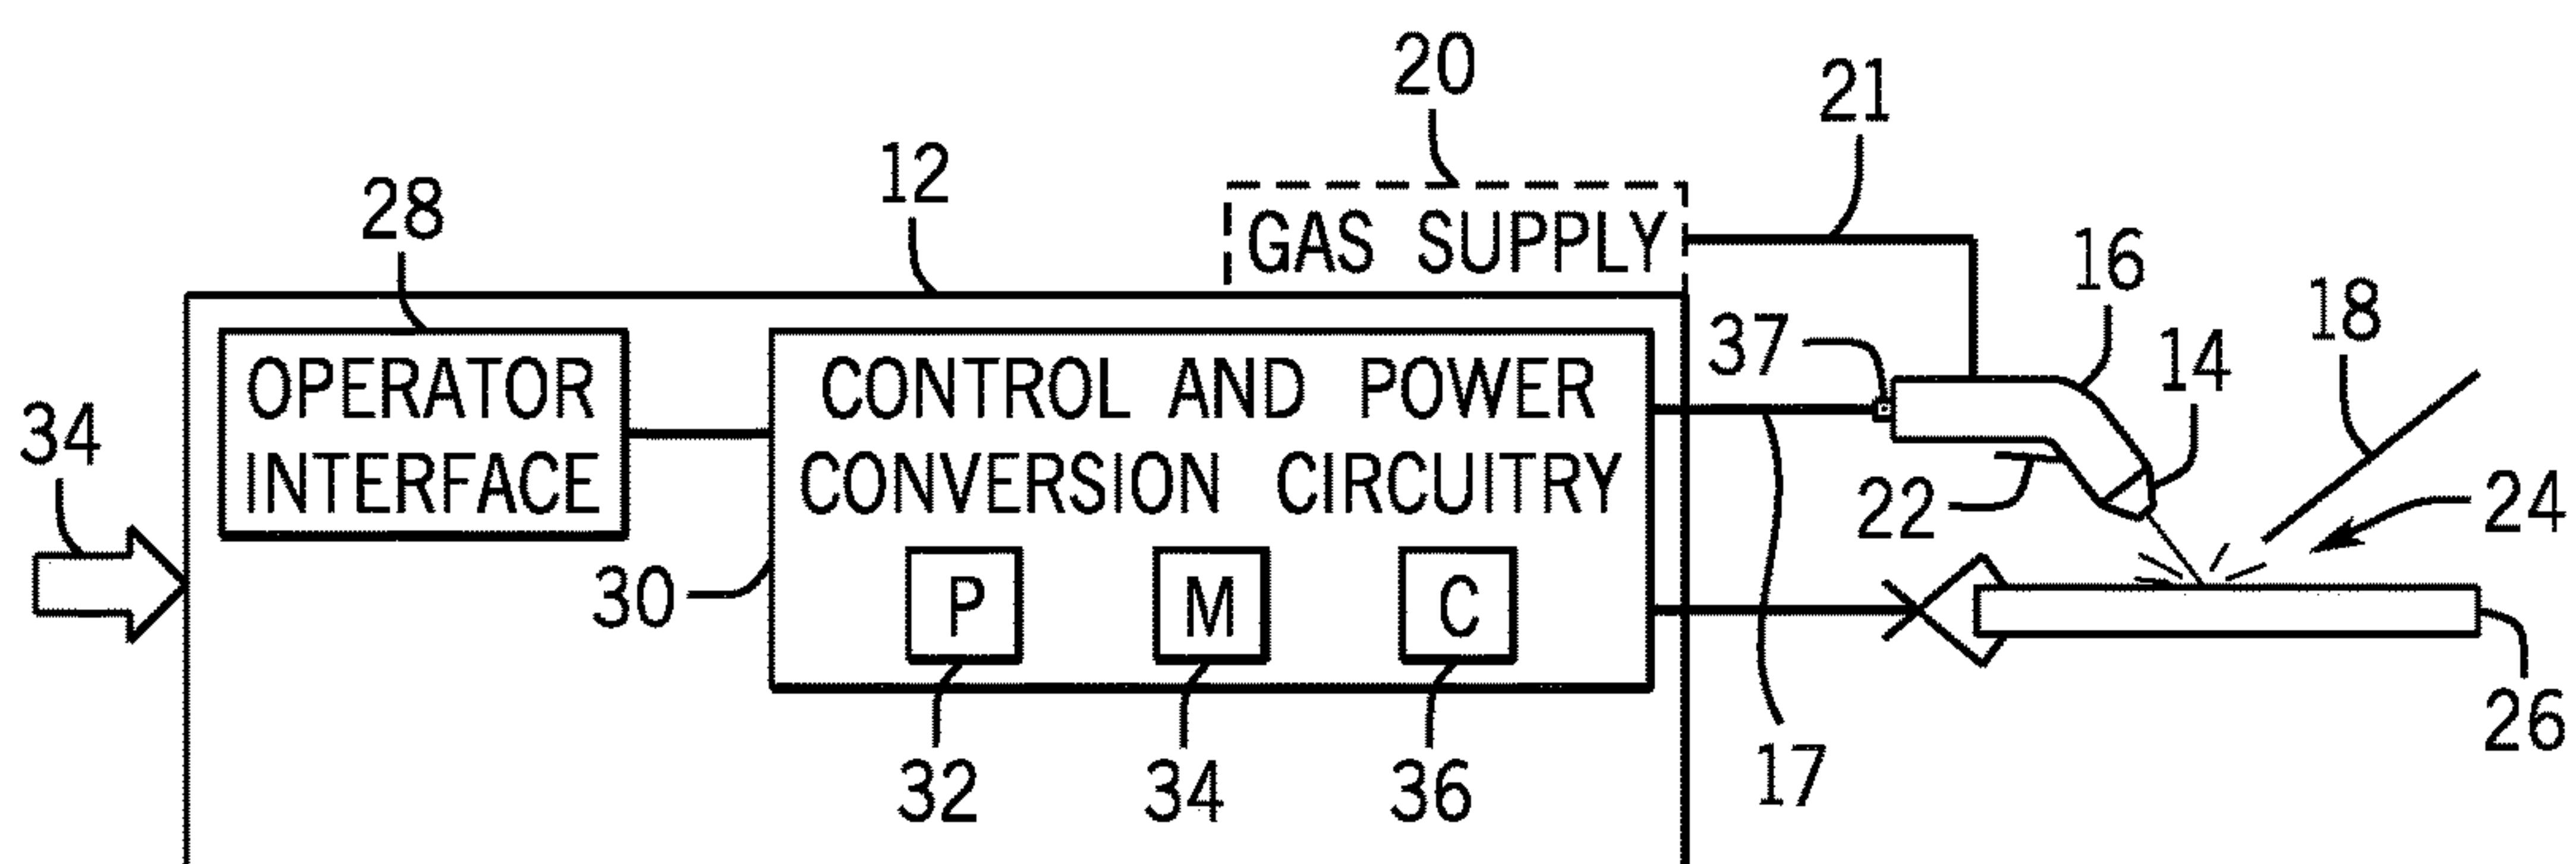 20
21
12
28
GAS SUPPLY
16
18
37
14
OPERATOR
INTERFACE
CONTROL AND POWER
CONVERSION CIRCUITRY
34
22
24
30
P
M
C
26
32
34
36
17